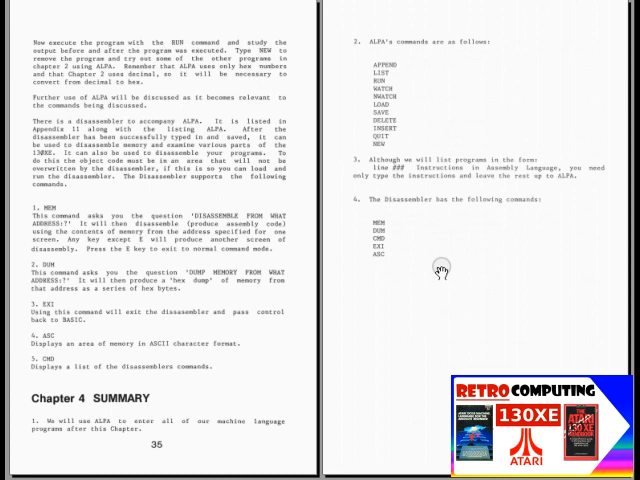 Now execute the program with the RUN command and study the
output before and after the program was executed. Type NEW to
remove the program and try out some of the other programs in
chapter 2 using ALPA. Remember that ALPA uses only hex numbers
and that Chapter 2 uses decimal, so it will be necessary to
convert from decimal to hex.
Further use of ALPA will be discussed as it becomes relevant to
the commands being discussed.
There is a disassembler to accompany ALPA. It is listed in
Appendix 11 along with the listing ALPA. After the
disassembler has been successfully typed in and saved, it can
be used to disassemble memory and examine various parts of the
130XE. It can also be used to disassemble your programs. To
do this the object code must be in an area that will not be
overwritten by the disassembler, if this is so you can load and
run the disassembler. The Disassembler supports the following
commands.
1. MEM
This command asks you the question 'DISASSEMBLE FROM WHAT
ADDRESS:?' It will then disassemble (produce assembly code)
using the contents of memory from the address specified for one
screen. Any key except E will produce another screen of
disassembly. Press the E key to exit to normal command mode.
2. DUM
This command asks you the question 'DUMP MEMORY FROM WHAT
ADDRESS:?' It will then produce a 'hex dump' of memory from
that address as a series of hex bytes.
3. EXI
Using this command will exit the dissasembler and pass control
back to BASIC.
4. ASC
Displays an area of memory in ASCII character format.
5. CMD
Displays a list of the disassemblers commands.
Chapter 4 SUMMARY
1. We will use ALPA to enter all of our machine language
programs after this Chapter.
35
2. ALPA's commands are as follows:
APPEND
LIST
RUN
WATCH
NWATCH
LOAD
SAVE
DELETE
INSERT
QUIT
NEW
3. Although we will list programs in the form:
line ### Instructions in Assembly Language, you need
only type the instructions and leave the rest up to ALPA.
4. The Disassembler has the following commands:
MEM
DUM
CMD
EXI
ASC
RETRO COMPUTING
130XE
ATARI
THE
ATARI
130XE
HANDBOOK